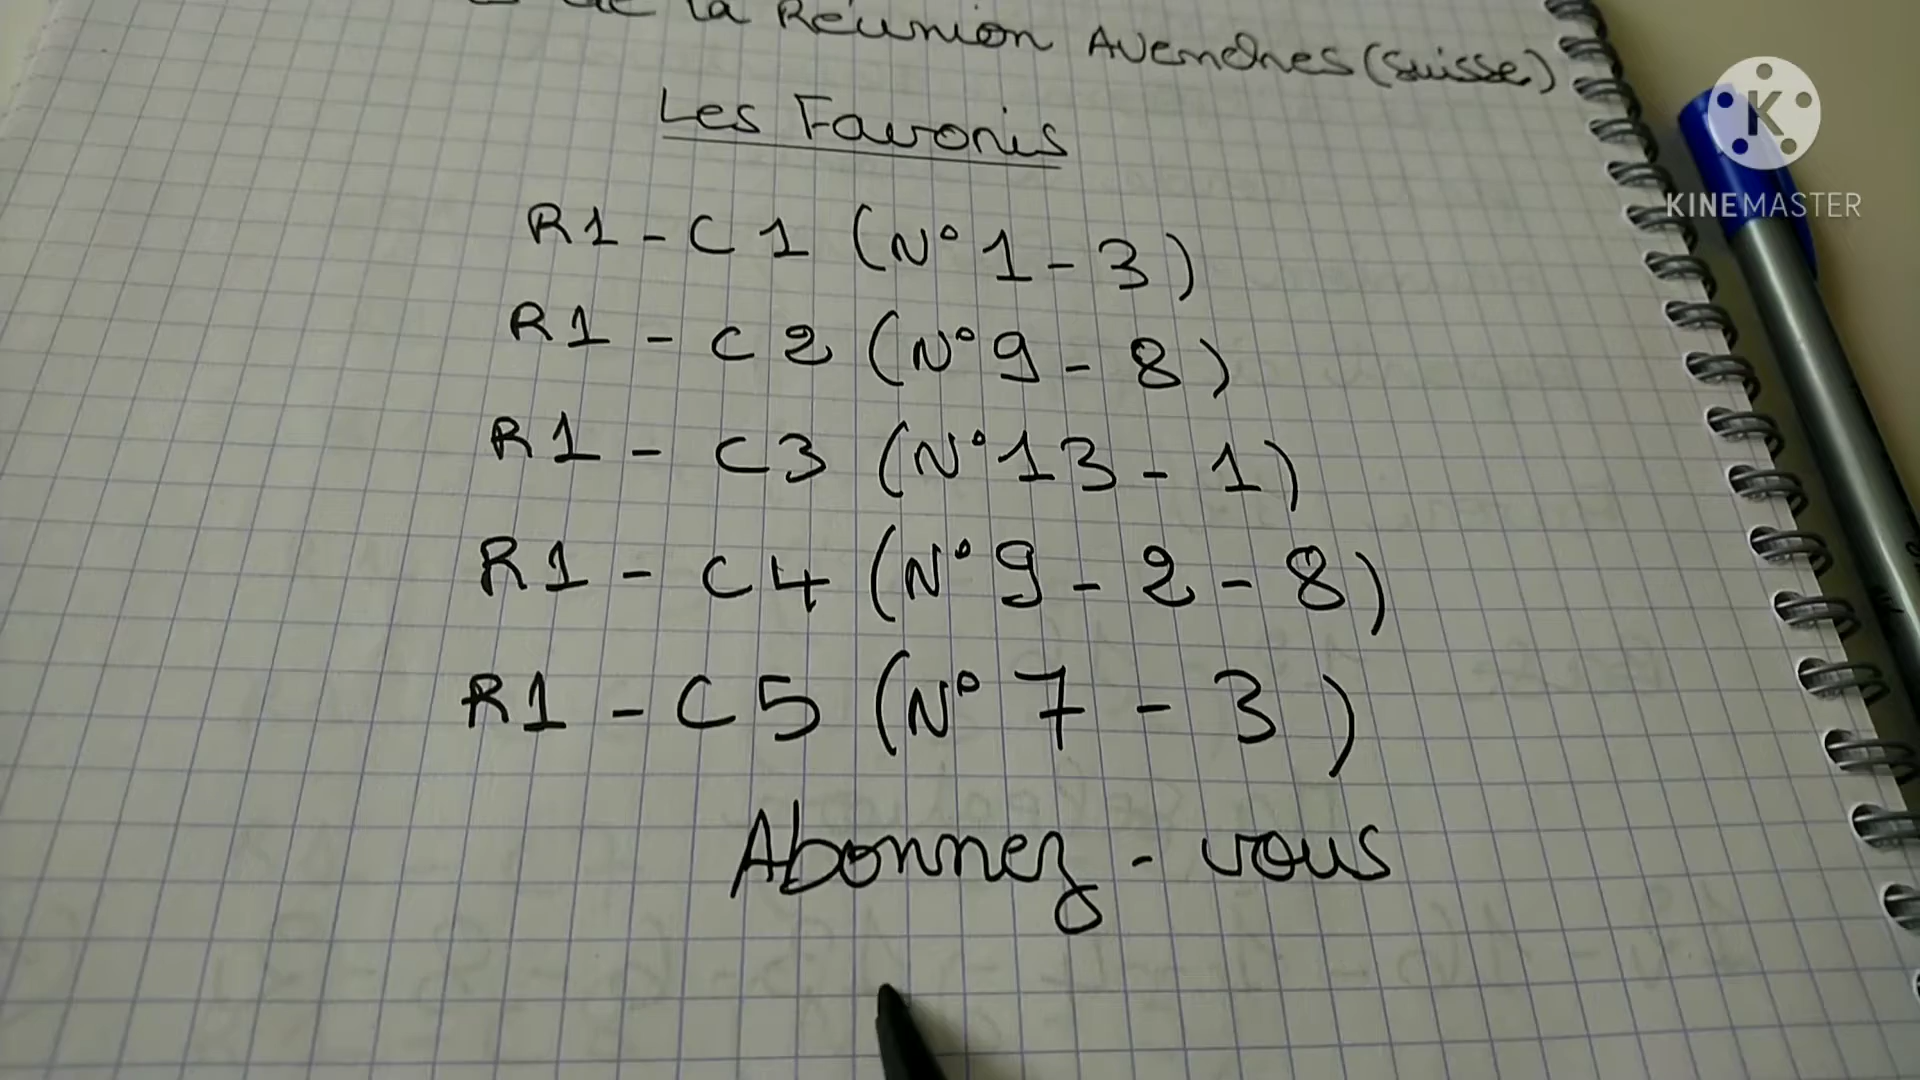 de la Réunion Avenches (Suisse)
Les Favoris
R1 - C1 (N° 1 - 3)
R1 - C2 (N° 9 - 8)
R1 - C3 (N° 13 - 1)
R1 - C4 (N° 9 - 2 - 8)
R1 - C5 (N° 7 - 3)
Abonnez-vous
K
KINEMASTER